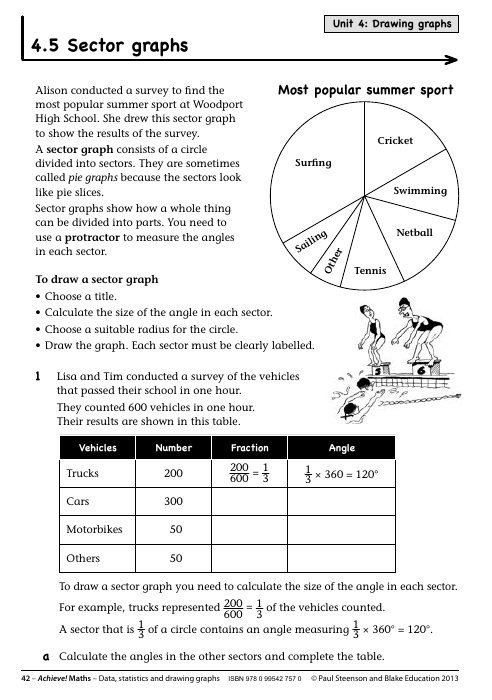 Unit 4: Drawing graphs
4.5 Sector graphs
Alison conducted a survey to find the
most popular summer sport at Woodport
High School. She drew this sector graph
to show the results of the survey.
A sector graph consists of a circle
divided into sectors. They are sometimes
called pie graphs because the sectors look
like pie slices.
Sector graphs show how a whole thing
can be divided into parts. You need to
use a protractor to measure the angles
in each sector.
Most popular summer sport
Cricket
Surfing
Swimming
Netball
Sailing
Other
Tennis
To draw a sector graph
• Choose a title.
• Calculate the size of the angle in each sector.
• Choose a suitable radius for the circle.
• Draw the graph. Each sector must be clearly labelled.
5 6
1 Lisa and Tim conducted a survey of the vehicles
that passed their school in one hour.
They counted 600 vehicles in one hour.
Their results are shown in this table.
Vehicles Number Fraction Angle
Trucks 200 200/600 = 1/3 1/3 × 360 = 120°
Cars 300
Motorbikes 50
Others 50
To draw a sector graph you need to calculate the size of the angle in each sector.
For example, trucks represented 200/600 = 1/3 of the vehicles counted.
A sector that is 1/3 of a circle contains an angle measuring 1/3 × 360° = 120°.
a Calculate the angles in the other sectors and complete the table.
42 – Achieve! Maths – Data, statistics and drawing graphs ISBN 978 0 99542 757 0 © Paul Steenson and Blake Education 2013